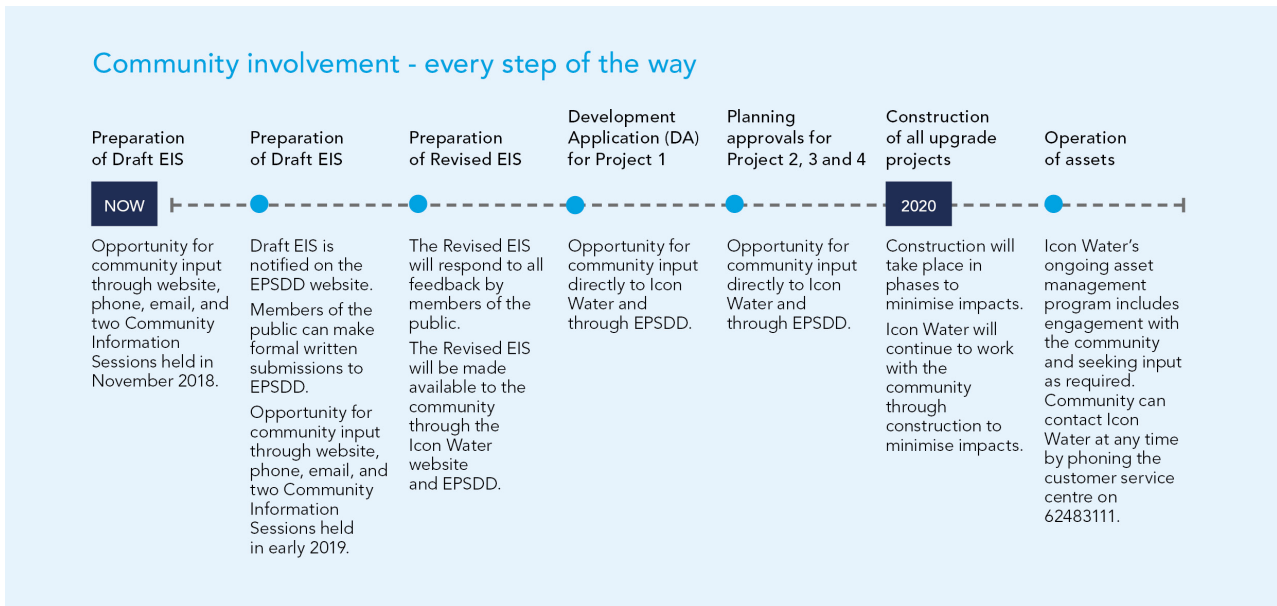 Community involvement - every step of the way
Preparation
of Draft EIS
NOW
Opportunity for
community input
through website,
phone, email, and
two Community
Information
Sessions held in
November 2018.
Preparation
of Draft EIS
Draft EIS is
notified on the
EPSDD website.
Members of the
public can make
formal written
submissions to
EPSDD.
Opportunity for
community input
through website,
phone, email, and
two Community
Information
Sessions held
in early 2019.
Preparation
of Revised EIS
The Revised EIS
will respond to all
feedback by
members of the
public.
The Revised EIS
will be made
available to the
community
through the
Icon Water
website
and EPSDD.
Development
Application (DA)
for Project 1
Opportunity for
community input
directly to Icon
Water and
through EPSDD.
Planning
approvals for
Project 2, 3 and 4
Opportunity for
community input
directly to Icon
Water and
through EPSDD.
Construction
of all upgrade
projects
2020
Construction will
take place in
phases to
minimise impacts.
Icon Water will
continue to work
with the
community
through
construction to
minimise impacts.
Operation
of assets
Icon Water’s
ongoing asset
management
program includes
engagement with
the community
and seeking input
as required.
Community can
contact Icon
Water at any time
by phoning the
customer service
centre on
62483111.